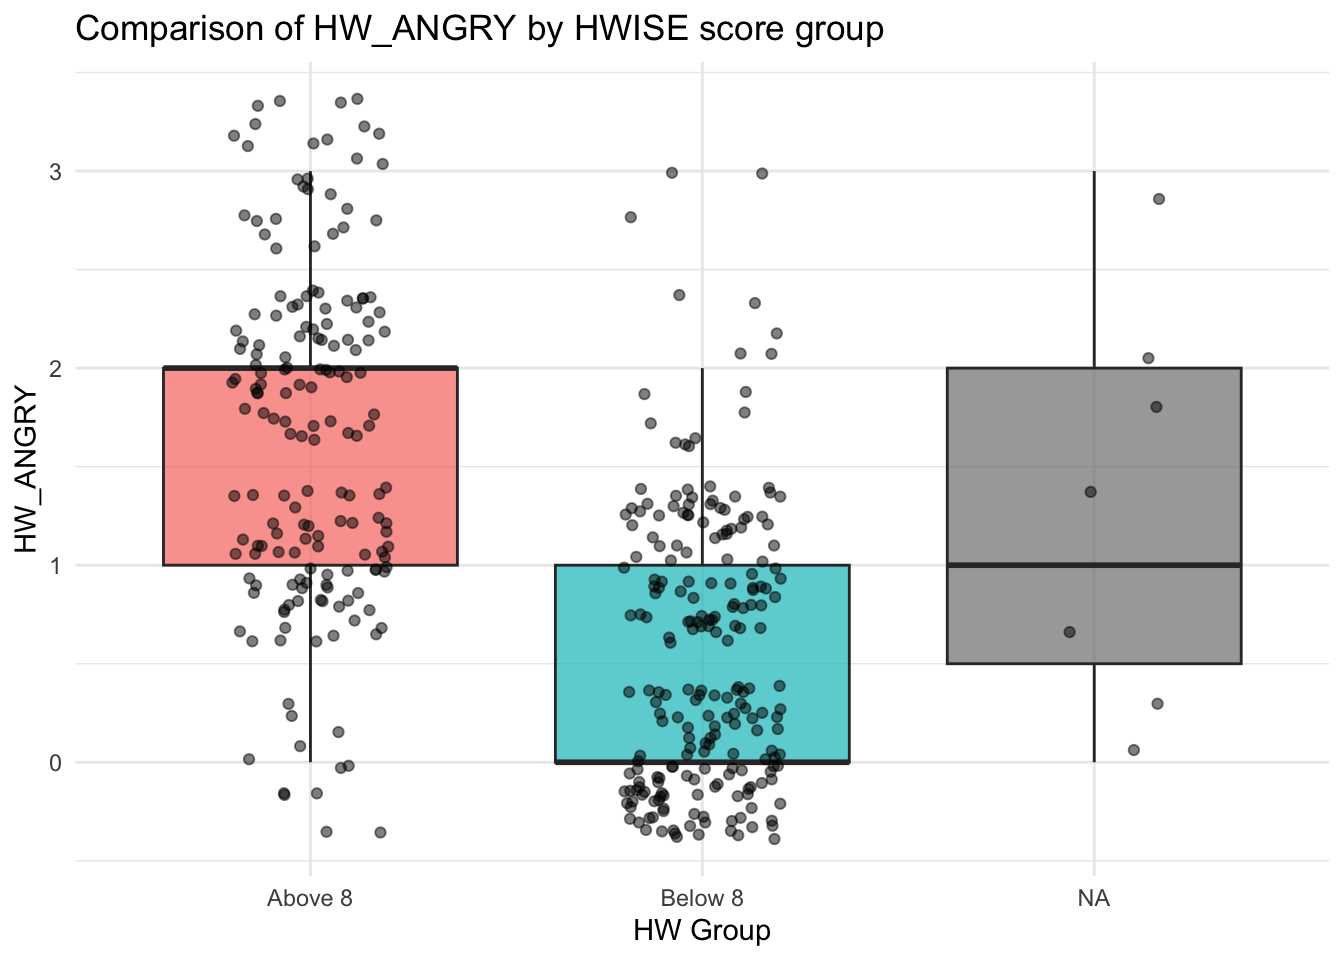 Comparison of HW_ANGRY by HWISE score group
3
2
1
0
HW_ANGRY
Above 8
Below 8
NA
HW Group